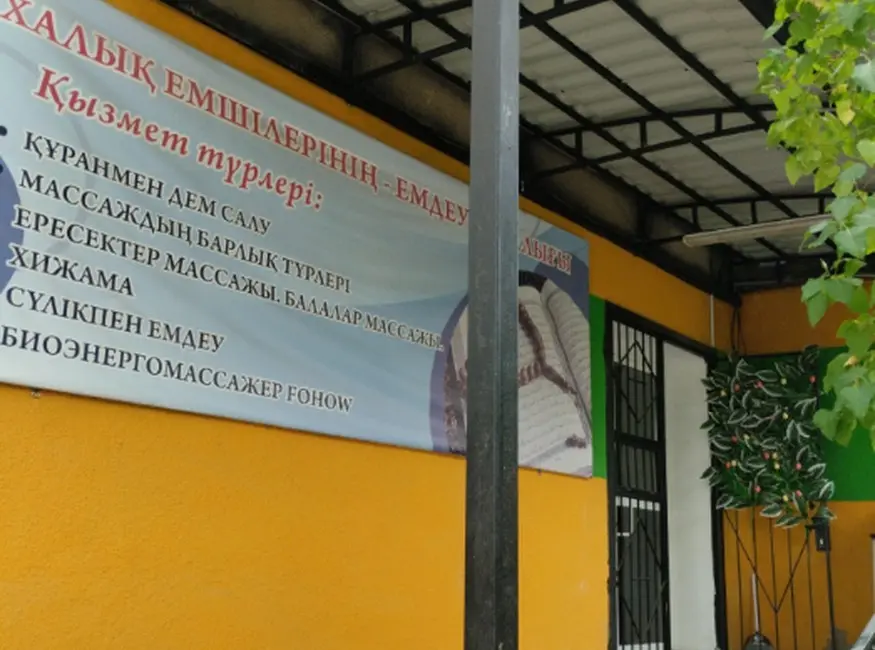 ХАЛЫҚ ЕМШІЛЕРІНІҢ - ЕМДЕУ
Қызмет түрлері:
ҚҰРАНМЕН ДЕМ САЛУ
МАССАЖДЫҢ БАРЛЫҚ ТҮРЛЕРІ
ЕРЕСЕКТЕР МАССАЖЫ. БАЛАЛАР МАССАЖЫ.
ХИЖАМА
СҮЛІКПЕН ЕМДЕУ
БИОЭНЕРГОМАССАЖЕР FOHOW